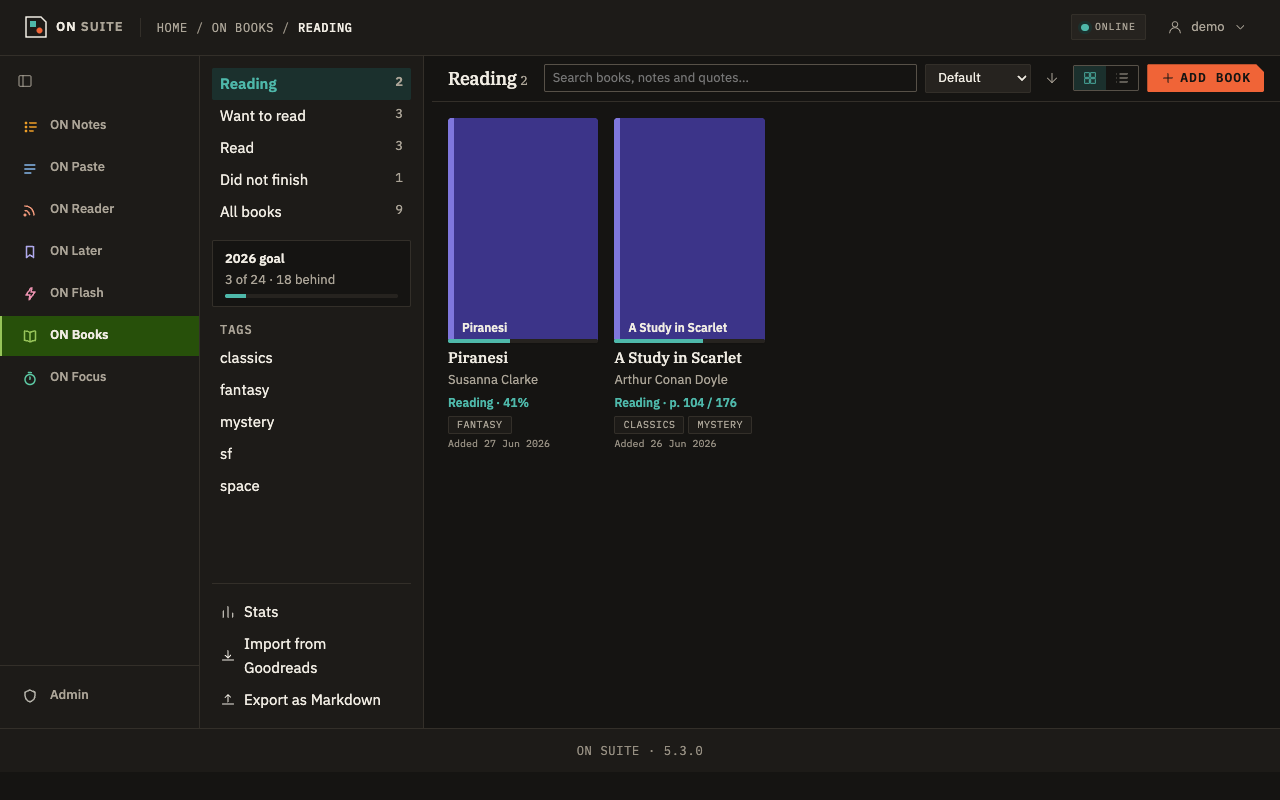 ON SUITE
HOME / ON BOOKS / READING
ONLINE
demo
ON Notes
ON Paste
ON Reader
ON Later
ON Flash
ON Books
ON Focus
Admin
Reading 2
Want to read 3
Read 3
Did not finish 1
All books 9
2026 goal
3 of 24 · 18 behind
TAGS
classics
fantasy
mystery
sf
space
Stats
Import from
Goodreads
Export as Markdown
Reading 2
Search books, notes and quotes...
Default
ADD BOOK
Piranesi
Piranesi
Susanna Clarke
Reading · 41%
FANTASY
Added 27 Jun 2026
A Study in Scarlet
A Study in Scarlet
Arthur Conan Doyle
Reading · p. 104 / 176
CLASSICS MYSTERY
Added 26 Jun 2026
ON SUITE · 5.3.0